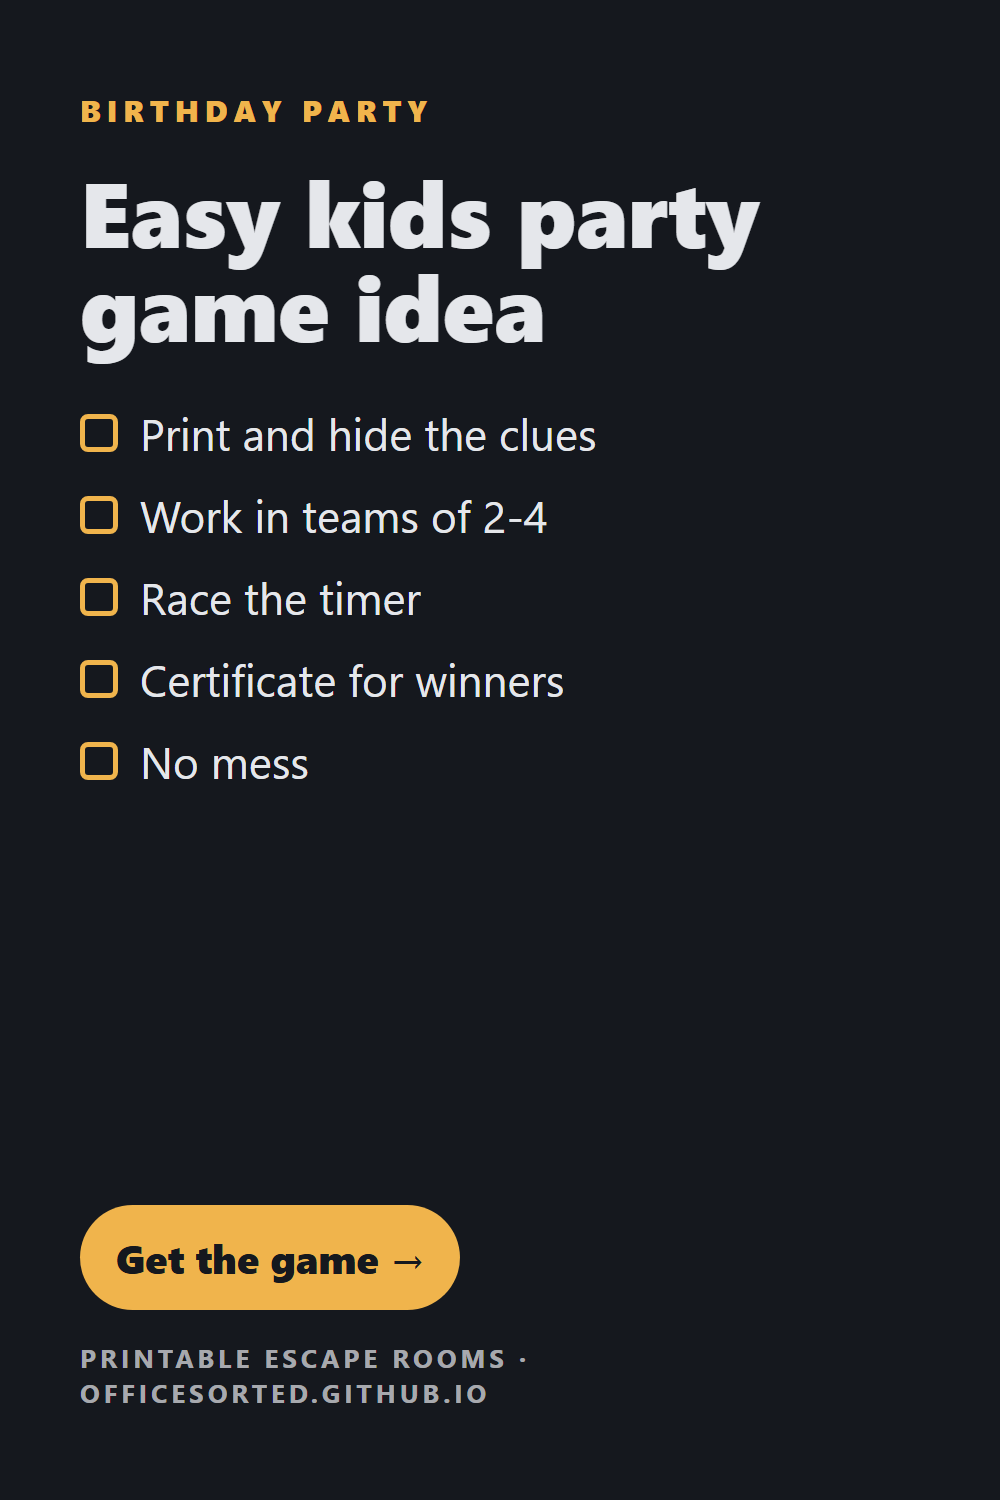 BIRTHDAY PARTY
Easy kids party
game idea
Print and hide the clues
Work in teams of 2-4
Race the timer
Certificate for winners
No mess
Get the game →
PRINTABLE ESCAPE ROOMS ·
OFFICESORTED.GITHUB.IO